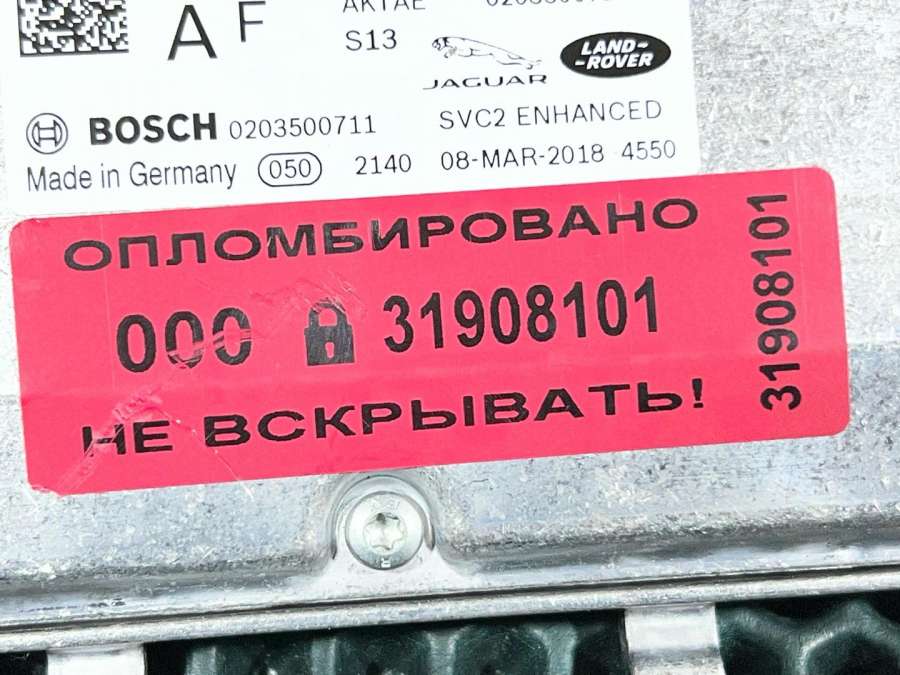 A F
S13
JAGUAR
LAND-
-ROVER
BOSCH 0203500711
SVC2 ENHANCED
Made in Germany 050 2140 08-MAR-2018 4550
ОПЛОМБИРОВАНО
000 31908101
НЕ ВСКРЫВАТЬ!
31908101